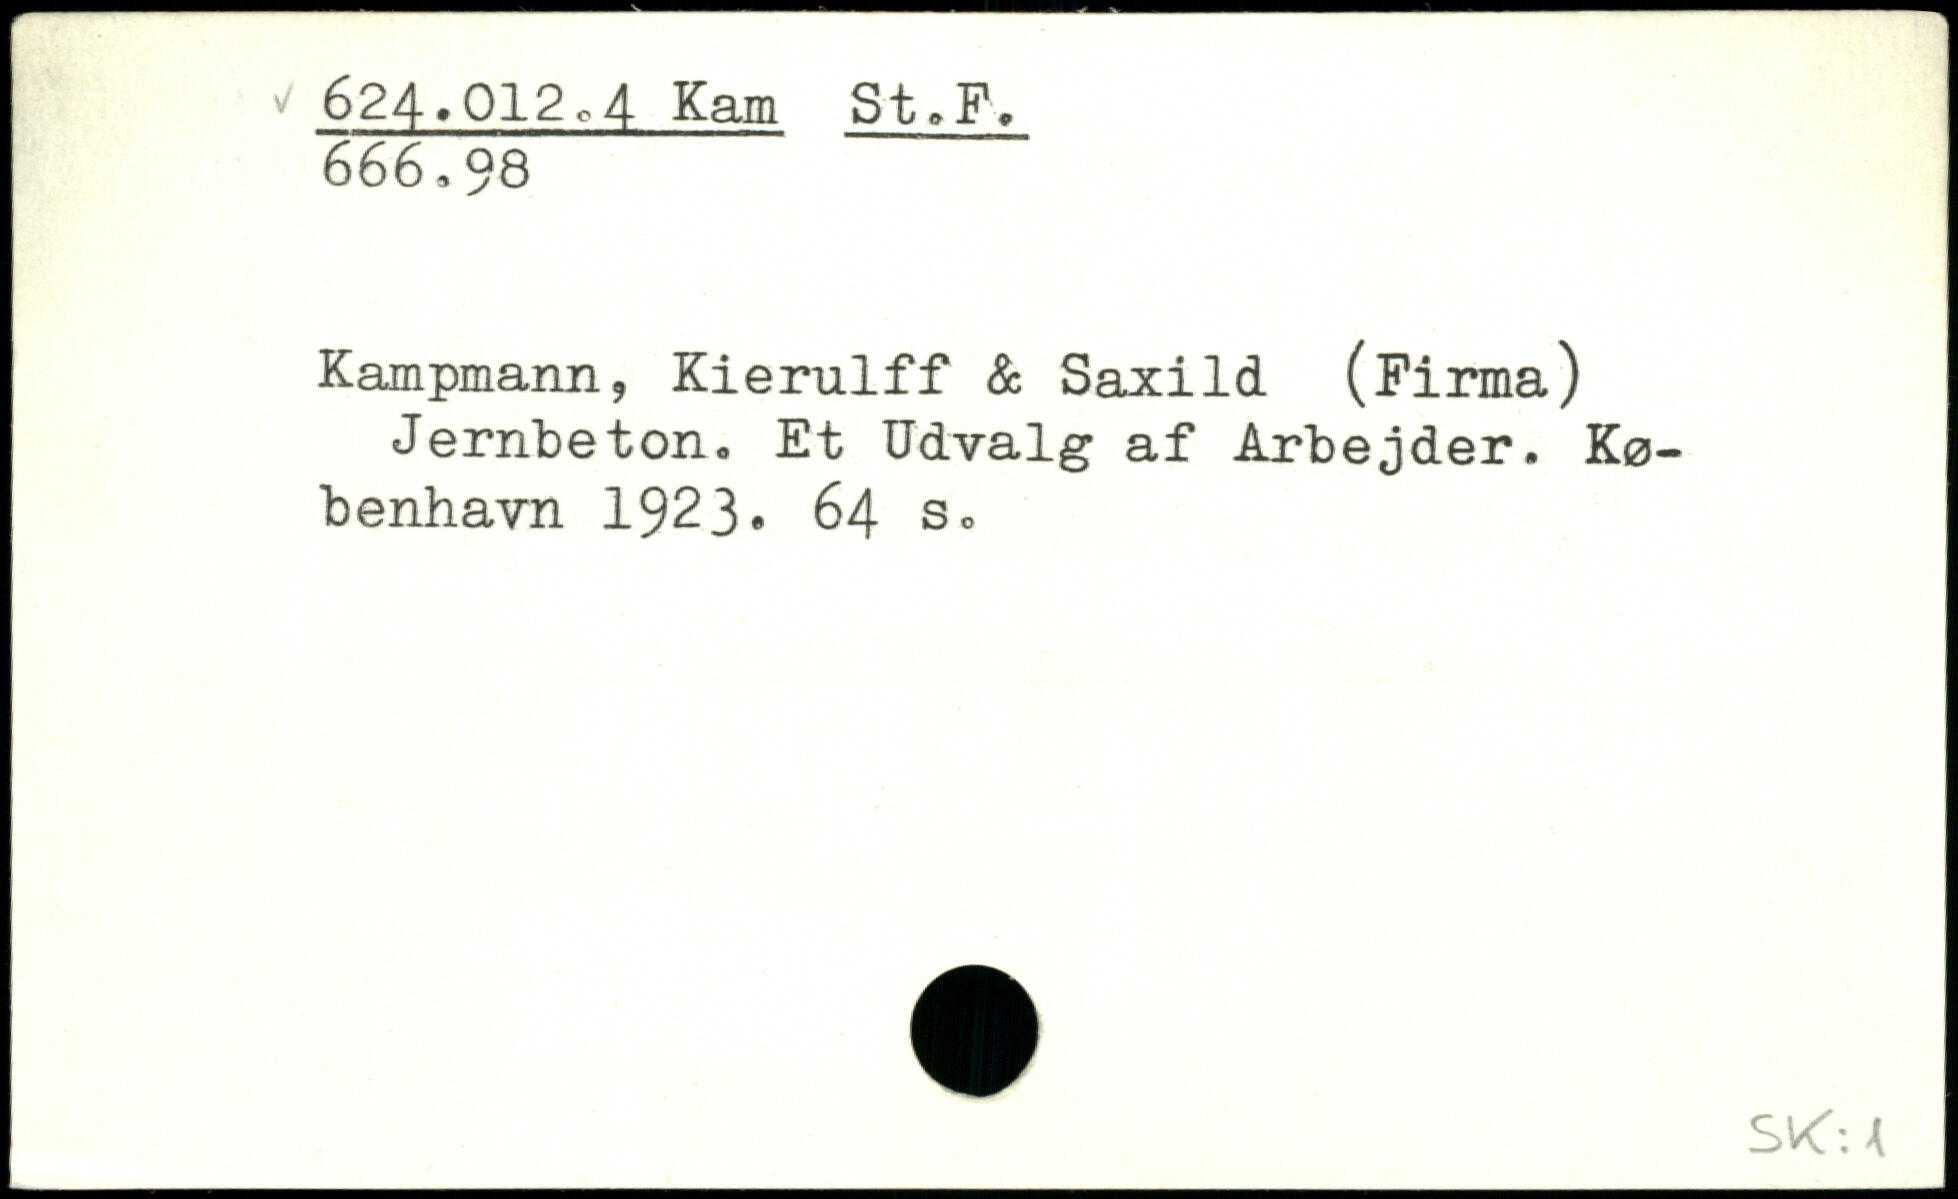 ✓ 624.012.4 Kam St.F.
666.98
Kampmann, Kierulff & Saxild (Firma)
Jernbeton. Et Udvalg af Arbejder. Kø-
benhavn 1923. 64 s.
SK:1